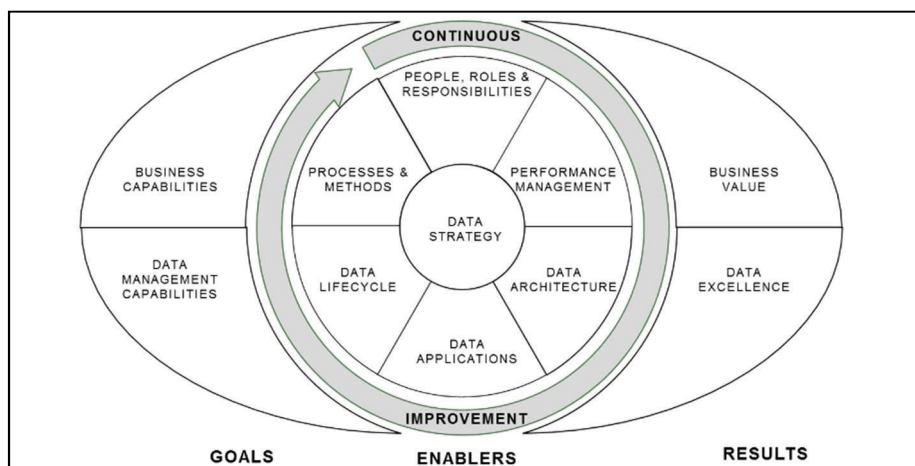 CONTINUOUS
PEOPLE, ROLES &
RESPONSIBILITIES
BUSINESS
CAPABILITIES
PROCESSES &
METHODS
PERFORMANCE
MANAGEMENT
BUSINESS
VALUE
DATA
STRATEGY
DATA
MANAGEMENT
CAPABILITIES
DATA
LIFECYCLE
DATA
ARCHITECTURE
DATA
EXCELLENCE
DATA
APPLICATIONS
IMPROVEMENT
GOALS
ENABLERS
RESULTS